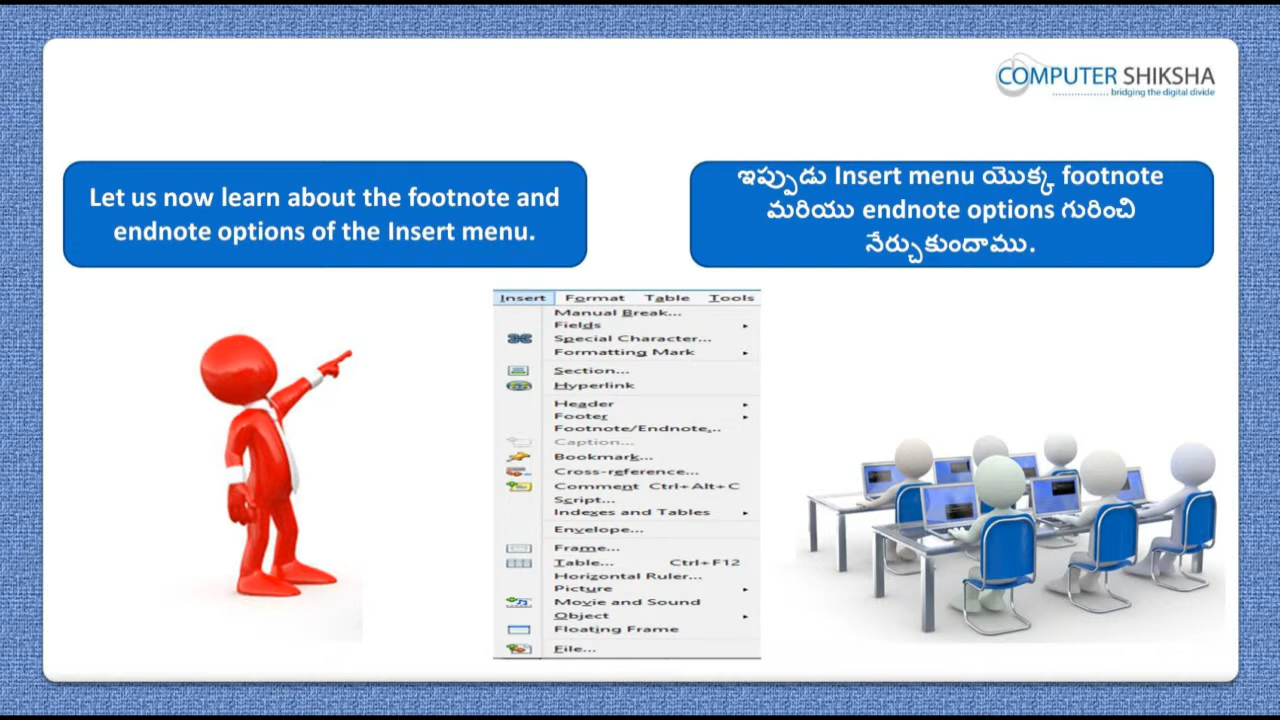 COMPUTER SHIKSHA
bridging the digital divide
Let us now learn about the footnote and
endnote options of the Insert menu.
ఇప్పుడు Insert menu యొక్క footnote
మరియు endnote options గురించి
నేర్చుకుందాము.
Insert Format Table Tools
Manual Break...
Fields
Special Character...
Formatting Mark
Section...
Hyperlink
Header
Footer
Footnote/Endnote...
Caption...
Bookmark...
Cross-reference...
Comment Ctrl+Alt+C
Script...
Indexes and Tables
Envelope...
Frame...
Table... Ctrl+F12
Horizontal Ruler...
Picture
Movie and Sound
Object
Floating Frame
File...